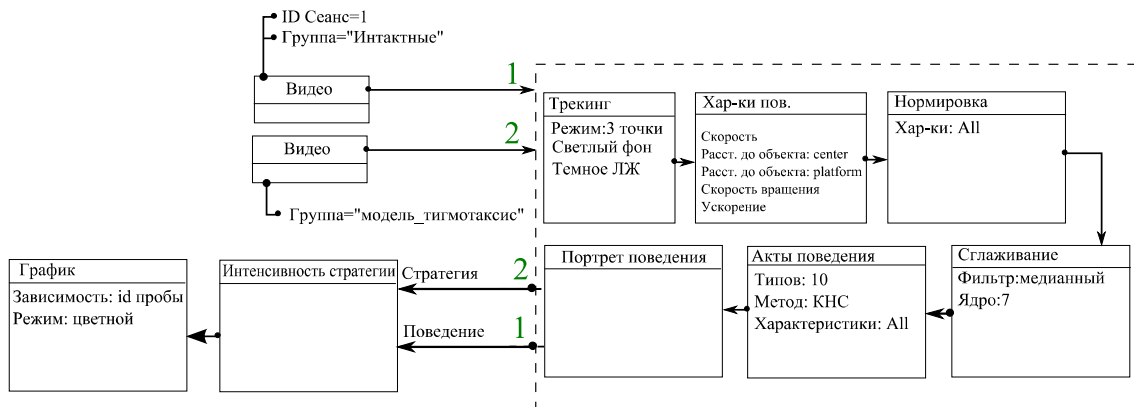 ID Сеанс=1
Группа="Интактные"
Видео
1
Видео
2
Группа="модель_тигмотаксис"
Трекинг
Режим:3 точки
Светлый фон
Темное ЛЖ
Хар-ки пов.
Скорость
Расст. до объекта: center
Расст. до объекта: platform
Скорость вращения
Ускорение
Нормировка
Хар-ки: All
График
Зависимость: id пробы
Режим: цветной
Интенсивность стратегии
Стратегия
2
Поведение
1
Портрет поведения
Акты поведения
Типов: 10
Метод: КНС
Характеристики: All
Сглаживание
Фильтр:медианный
Ядро:7